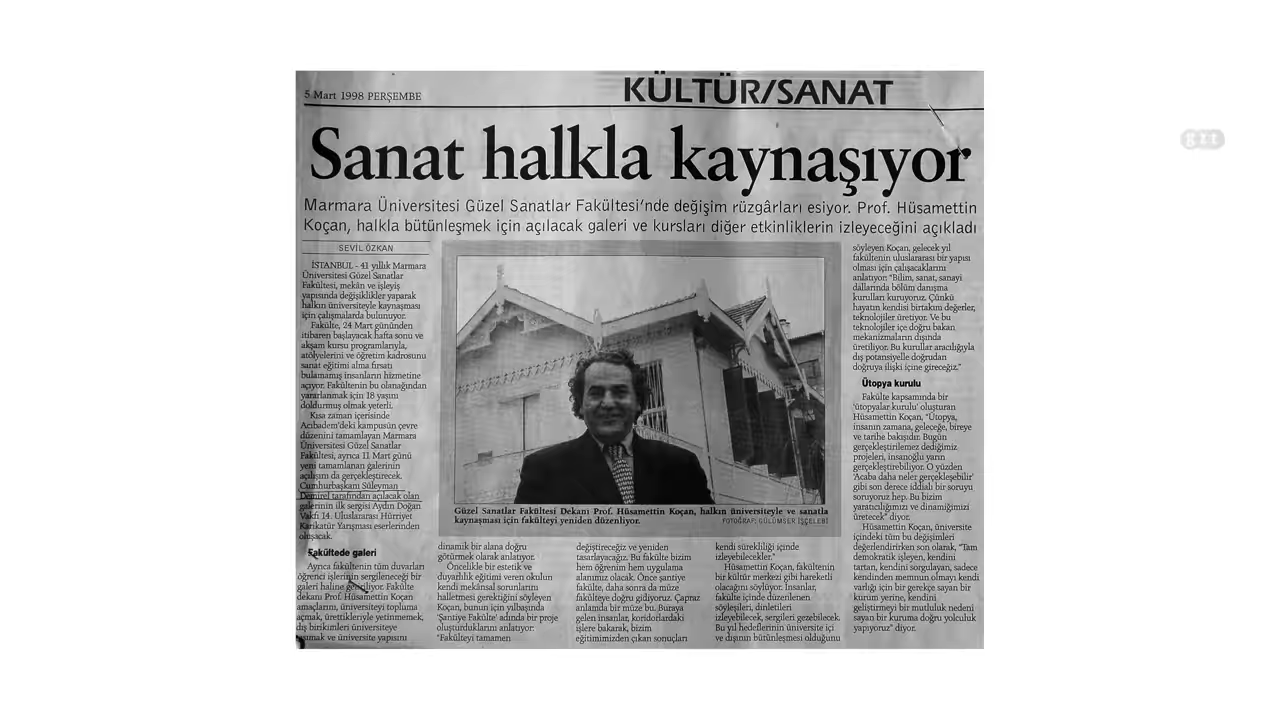 5 Mart 1998 PERŞEMBE
KÜLTÜR/SANAT
Sanat halkla kaynaşıyor
Marmara Üniversitesi Güzel Sanatlar Fakültesi'nde değişim rüzgârları esiyor. Prof. Hüsamettin
Koçan, halkla bütünleşmek için açılacak galeri ve kursları diğer etkinliklerin izleyeceğini açıkladı
SEVİL ÖZKAN
İSTANBUL - 41 yıllık Marmara
Üniversitesi Güzel Sanatlar
Fakültesi, mekân ve işleyiş
yapısında değişiklikler yaparak
halkın üniversiteyle kaynaşması
için çalışmalarda bulunuyor.
Fakülte, 24 Mart gününden
itibaren başlayacak hafta sonu ve
akşam kursu programlarıyla,
atölyelerini ve öğretim kadrosunu
sanat eğitimi alma fırsatı
bulamamış insanların hizmetine
açıyor. Fakültenin bu olanağından
yararlanmak için 18 yaşını
doldurmuş olmak yeterli.
Kısa zaman içerisinde
Acıbadem'deki kampusün çevre
düzenini tamamlayan Marmara
Üniversitesi Güzel Sanatlar
Fakültesi, ayrıca 11 Mart günü
yeni tamamlanan galerinin
açılışını da gerçekleştirecek.
Cumhurbaşkanı Süleyman
Demirel tarafından açılacak olan
galerinin ilk sergisi Aydın Doğan
Vakfı 14. Uluslararası Hürriyet
Karikatür Yarışması eserlerinden
oluşacak.
Fakültede galeri
Ayrıca fakültenin tüm duvarları
öğrenci işlerinin sergileneceği bir
galeri haline getiriliyor. Fakülte
dekanı Prof. Hüsamettin Koçan
amaçlarını, üniversiteyi topluma
açmak, ürettikleriyle yetinmemek,
dış birikimleri üniversiteye
taşımak ve üniversite yapısını
Güzel Sanatlar Fakültesi Dekanı Prof. Hüsamettin Koçan, halkın üniversiteyle ve sanatla
kaynaşması için fakülteyi yeniden düzenliyor.
FOTOĞRAF: GÜLÜMSER İŞÇELEBİ
dinamik bir alana doğru
götürmek olarak anlatıyor.
Öncelikle bir estetik ve
duyarlılık eğitimi veren okulun
kendi mekânsal sorunlarını
halletmesi gerektiğini söyleyen
Koçan, bunun için yılbaşında
'Şantiye Fakülte' adında bir proje
oluşturduklarını anlatıyor:
"Fakülteyi tamamen
değiştireceğiz ve yeniden
tasarlayacağız. Bu fakülte bizim
hem öğrenim hem uygulama
alanımız olacak. Önce şantiye
fakülte, daha sonra da müze
fakülteye doğru gidiyoruz. Çapraz
anlamda bir müze bu. Buraya
gelen insanlar, koridorlardaki
işlere bakarak, bizim
eğitimimizden çıkan sonuçları
kendi sürekliliği içinde
izleyebilecekler."
Hüsamettin Koçan, fakültenin
bir kültür merkezi gibi hareketli
olacağını söylüyor. İnsanlar,
fakülte içinde düzenlenen
söyleşileri, dinletileri
izleyebilecek, sergileri gezebilecek.
Bu yıl hedeflerinin üniversite içi
ve dışının bütünleşmesi olduğunu
söyleyen Koçan, gelecek yıl
fakültenin uluslararası bir yapısı
olması için çalışacaklarını
anlatıyor: "Bilim, sanat, sanayi
dallarında bölüm danışma
kurulları kuruyoruz. Çünkü
hayatın kendisi birtakım değerler,
teknolojiler üretiyor. Ve bu
teknolojiler içe doğru bakan
mekanizmaların dışında
üretiliyor. Bu kurullar aracılığıyla
dış potansiyelle doğrudan
doğruya ilişki içine gireceğiz."
Ütopya kurulu
Fakülte kapsamında bir
'ütopyalar kurulu' oluşturan
Hüsamettin Koçan, "Ütopya,
insanın zamana, geleceğe, bireye
ve tarihe bakışıdır. Bugün
gerçekleştirilemez dediğimiz
projeleri, insanoğlu yarın
gerçekleştirebiliyor. O yüzden
'Acaba daha neler gerçekleşebilir'
gibi son derece iddialı bir soruyu
soruyoruz hep. Bu bizim
yaratıcılığımızı ve dinamiğimizi
üretecek" diyor.
Hüsamettin Koçan, üniversite
içindeki tüm bu değişimleri
değerlendirirken son olarak, "Tam
demokratik işleyen, kendini
tartan, kendini sorgulayan, sadece
kendinden memnun olmayı kendi
varlığı için bir gerekçe sayan bir
kurum yerine, kendini
geliştirmeyi bir mutluluk nedeni
sayan bir kuruma doğru yolculuk
yapıyoruz" diyor.
grt